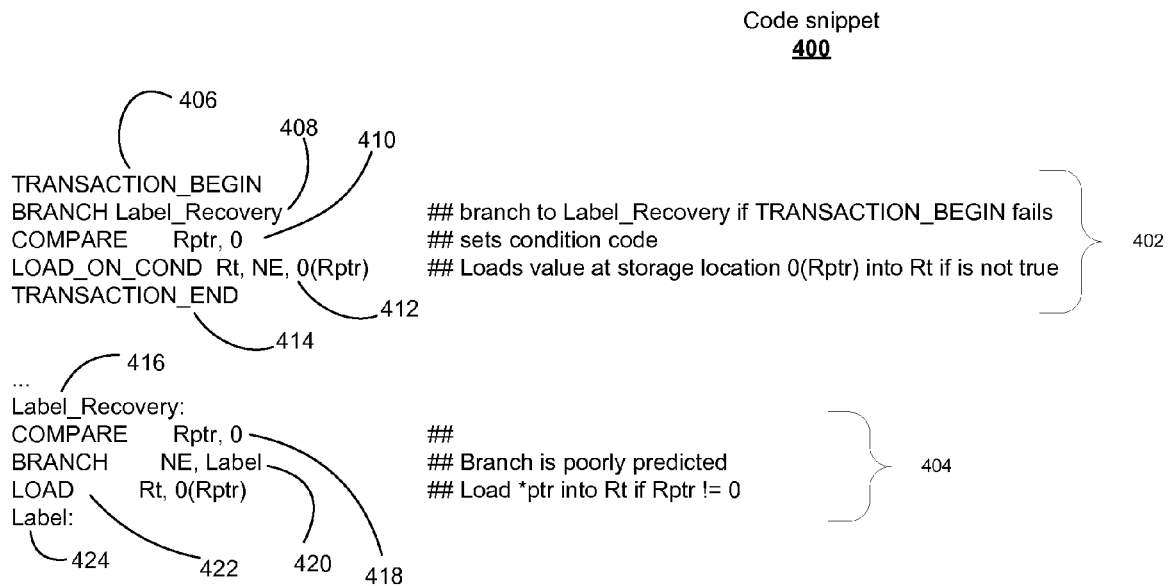 Code snippet
400
406
408
410
TRANSACTION_BEGIN
BRANCH Label_Recovery ## branch to Label_Recovery if TRANSACTION_BEGIN fails
COMPARE Rptr, 0 ## sets condition code
402
LOAD_ON_COND Rt, NE, 0(Rptr) ## Loads value at storage location 0(Rptr) into Rt if is not true
TRANSACTION_END
412
414
416
...
Label_Recovery:
COMPARE Rptr, 0 ##
BRANCH NE, Label ## Branch is poorly predicted
404
LOAD Rt, 0(Rptr) ## Load *ptr into Rt if Rptr != 0
Label:
424
422
420
418